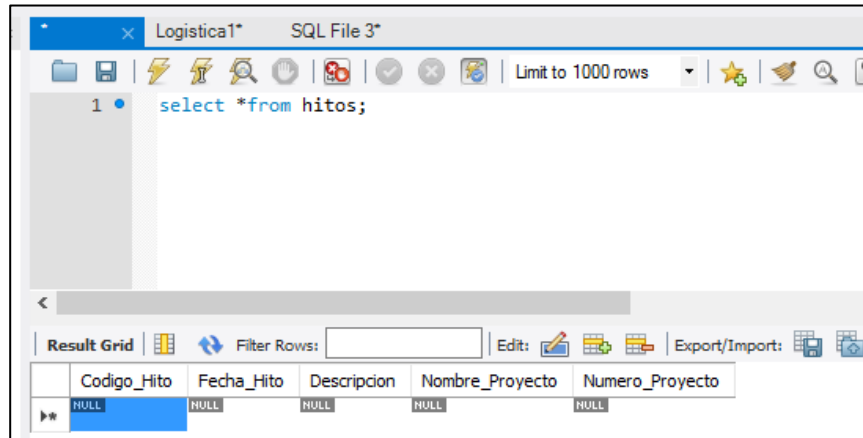 * × Logistica1* SQL File 3*
Limit to 1000 rows
1 select *from hitos;
Result Grid Filter Rows: Edit: Export/Import:
Codigo_Hito Fecha_Hito Descripcion Nombre_Proyecto Numero_Proyecto
NULL NULL NULL NULL NULL